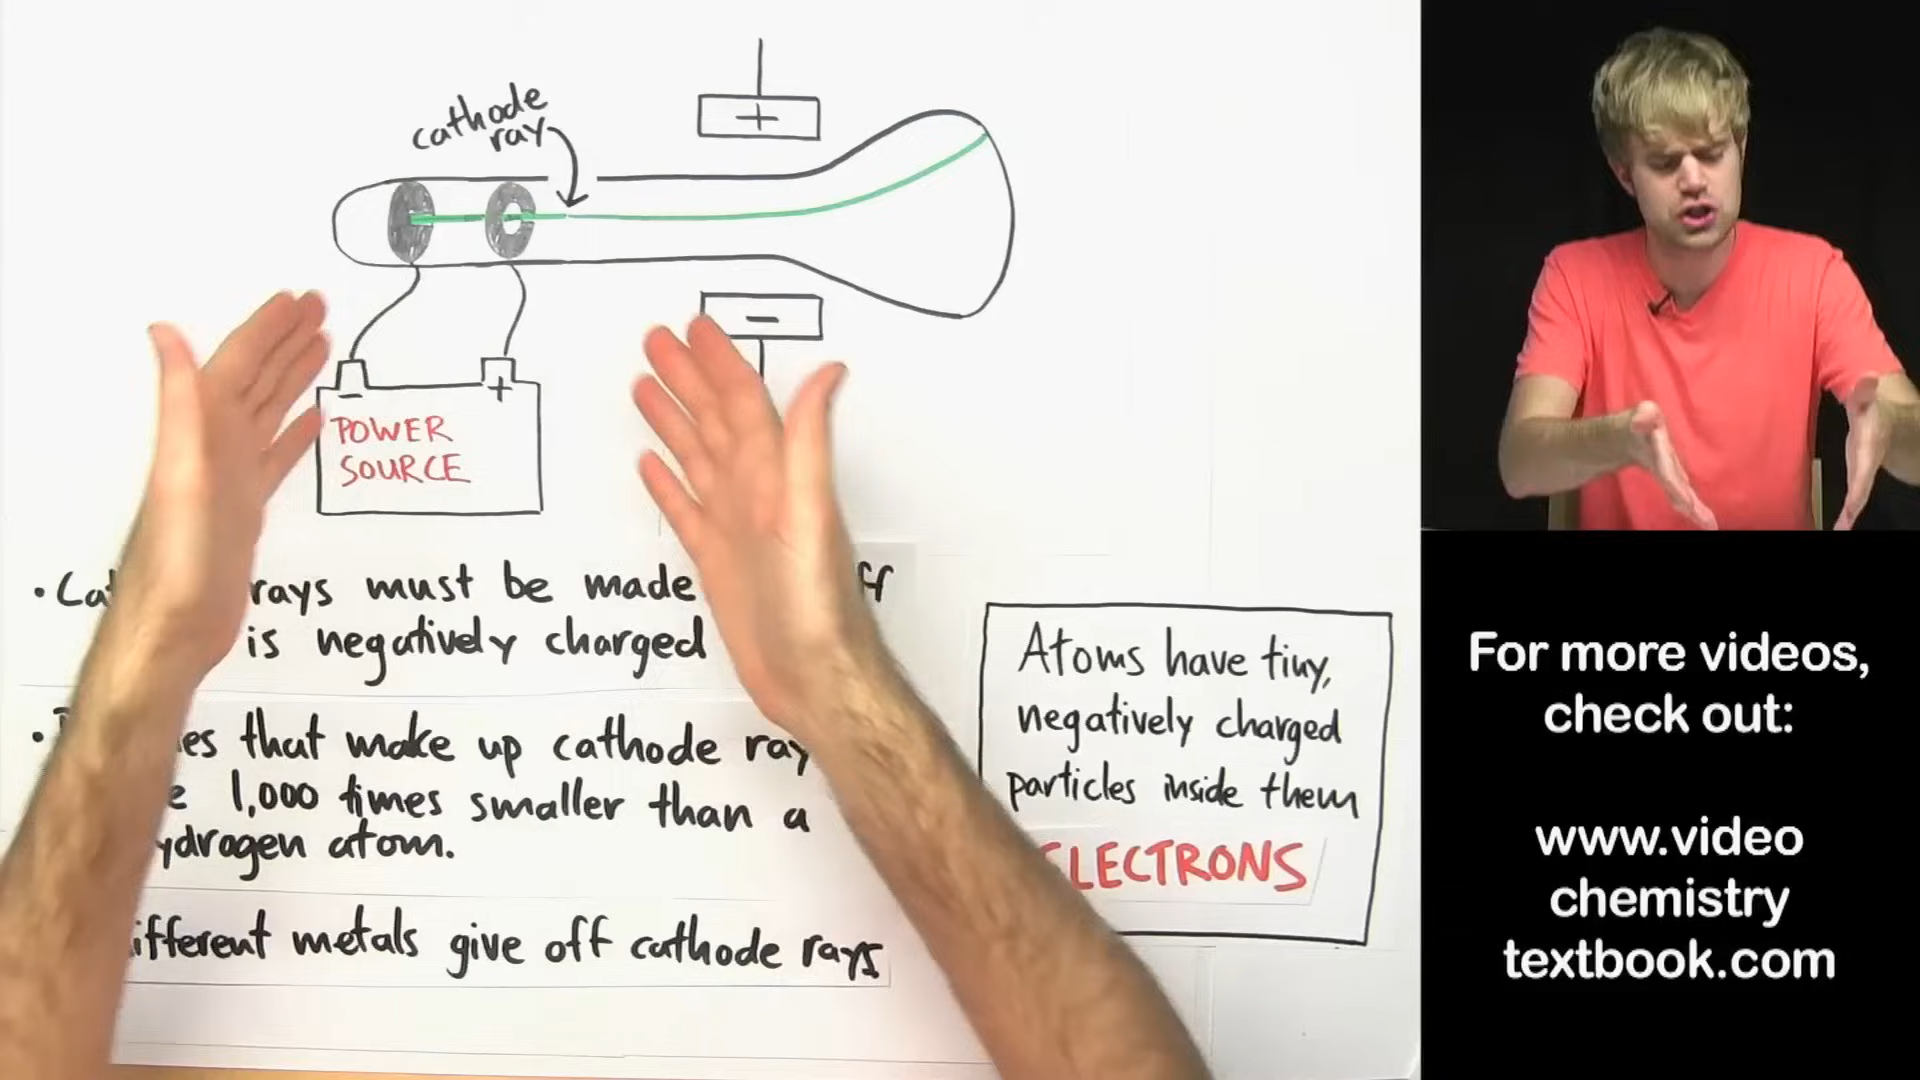 cathode
ray
+
-
- +
POWER
SOURCE
rays must be made
is negatively charged
that make up cathode ray
1,000 times smaller than a
atom.
metals give off cathode rays
Atoms have tiny,
negatively charged
particles inside them
For more videos,
check out:
www.video
chemistry
textbook.com